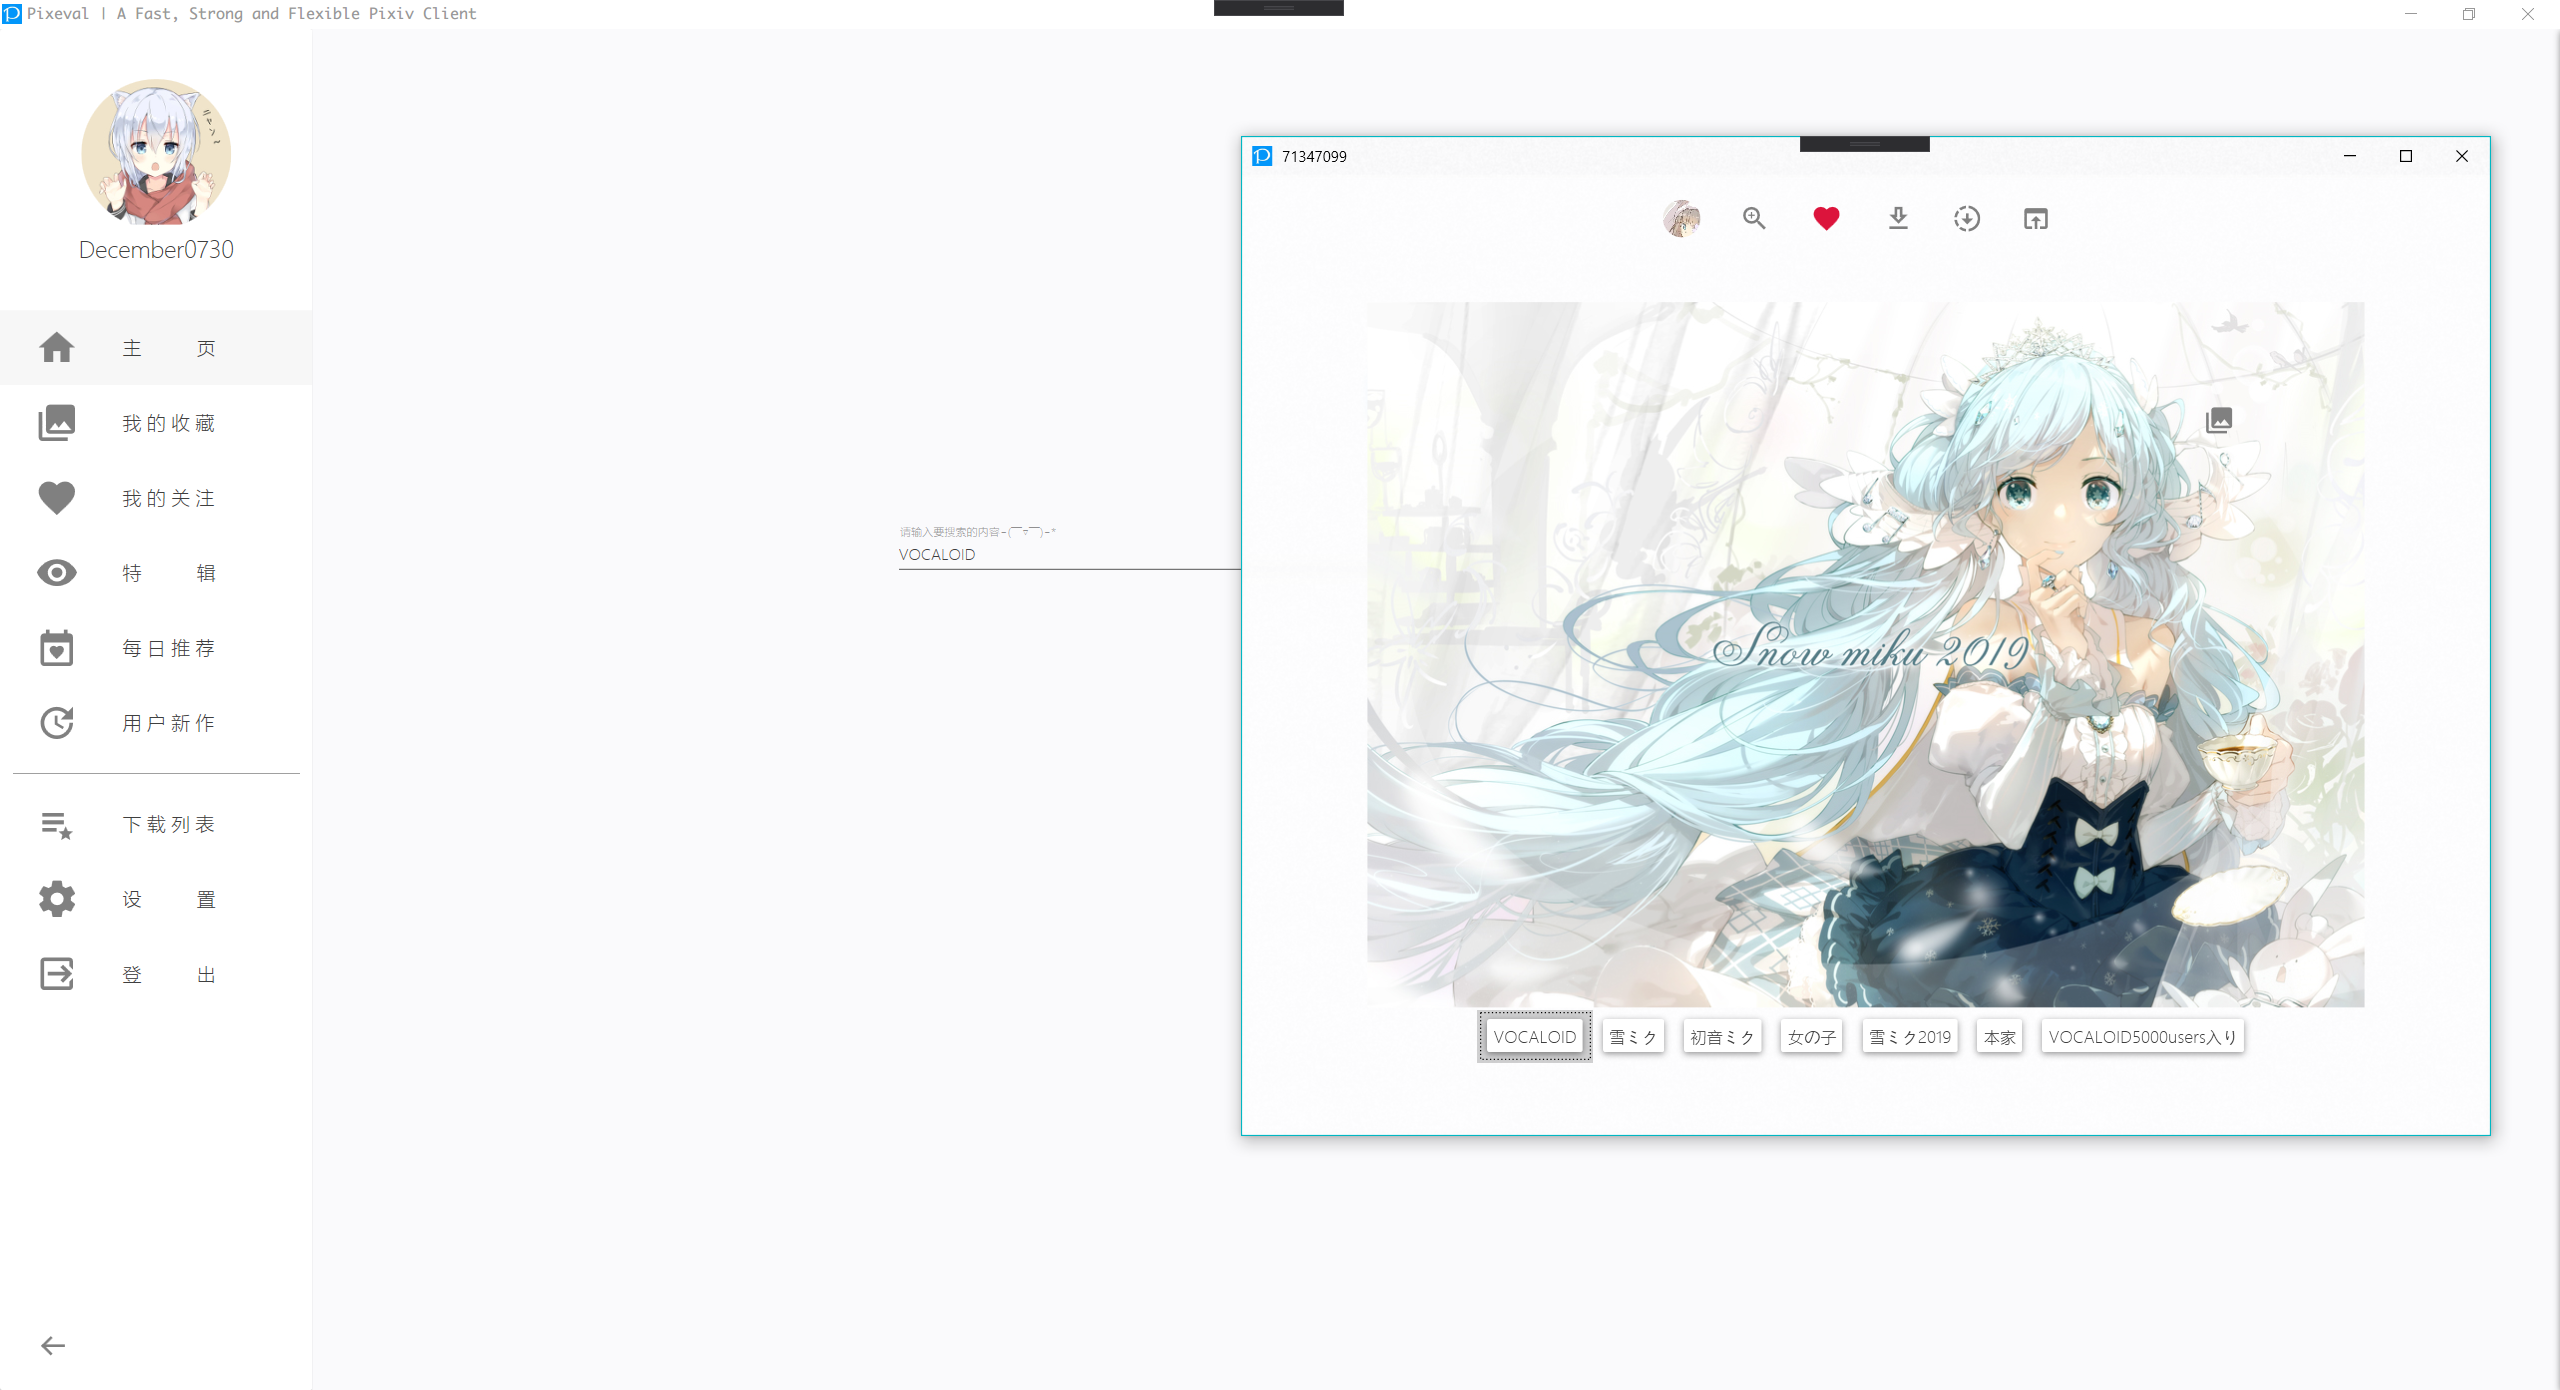 Pixeval | A Fast, Strong and Flexible Pixiv Client
ニャンー
December0730
主 页
我的收藏
我的关注
特 辑
每日推荐
用户新作
下载列表
设 置
登 出
请输入要搜索的内容~(￣▽￣)~*
VOCALOID
71347099
Snow miku 2019
VOCALOID 雪ミク 初音ミク 女の子 雪ミク2019 本家 VOCALOID5000users入り